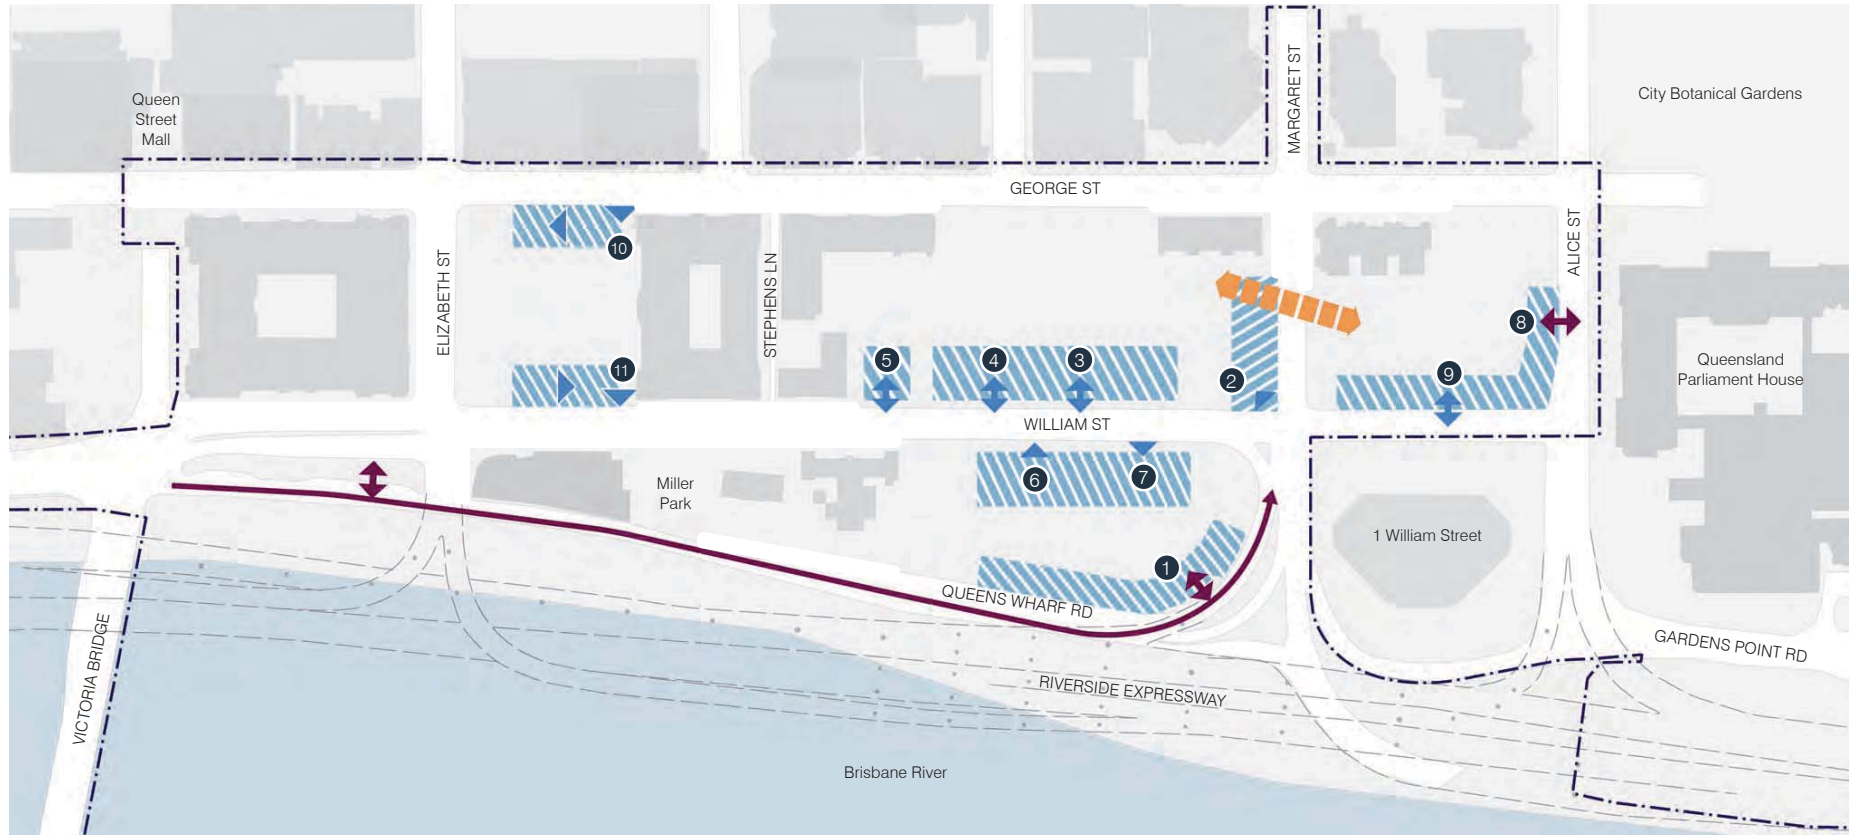 MARGARET ST
Queen
Street
Mall
City Botanical Gardens
GEORGE ST
ALICE ST
10
ELIZABETH ST
STEPHENS LN
8
5
4
3
2
11
9
Queensland
Parliament House
WILLIAM ST
6
7
Miller
Park
1 William Street
1
QUEENS WHARF RD
VICTORIA BRIDGE
GARDENS POINT RD
RIVERSIDE EXPRESSWAY
Brisbane River